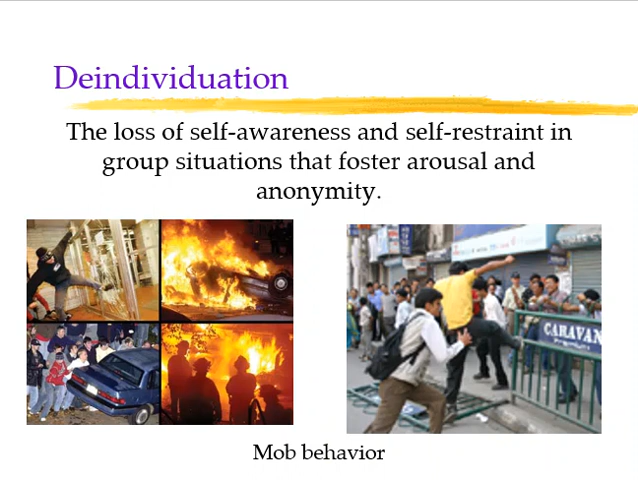 Deindividuation
The loss of self-awareness and self-restraint in
group situations that foster arousal and
anonymity.
CARAVAN
Mob behavior